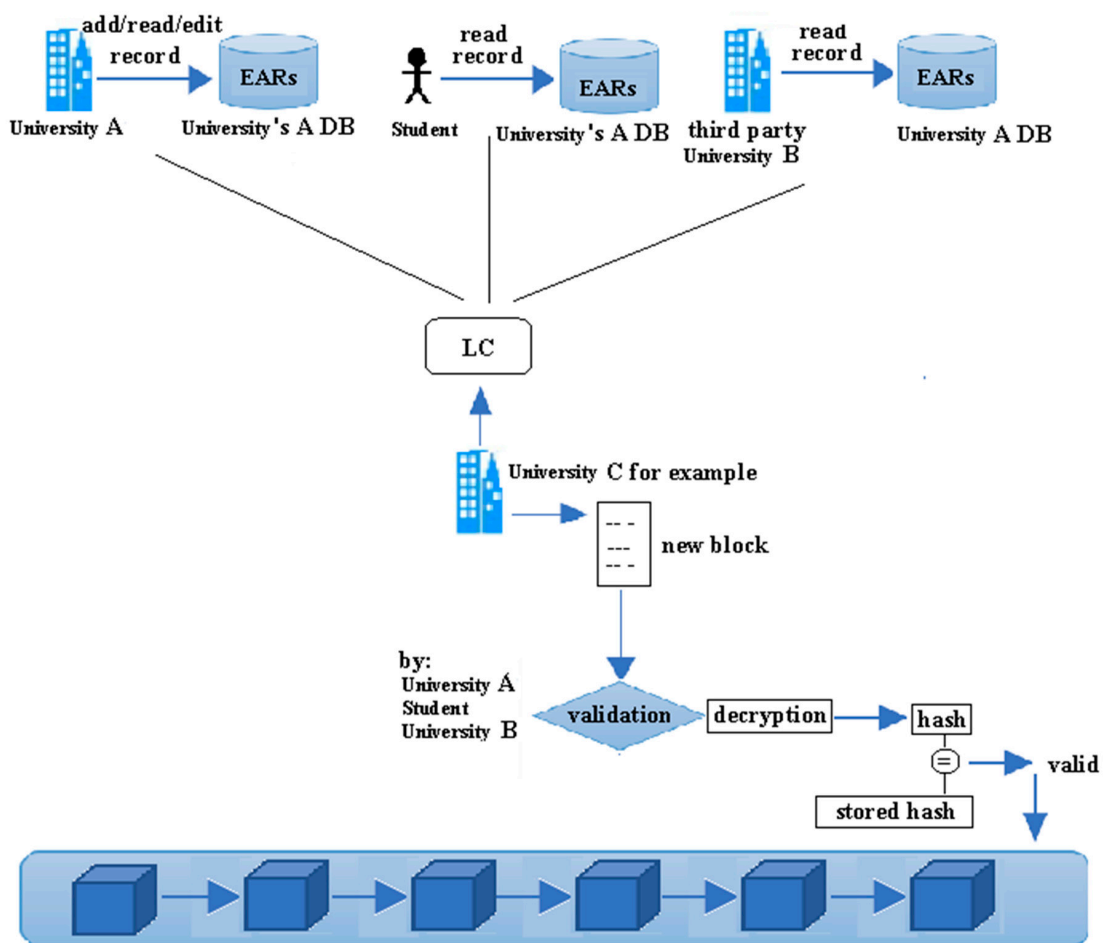 add/read/edit
record
EARs
University A
University's A DB
read
record
EARs
Student
University's A DB
read
record
EARs
third party
University B
University A DB
LC
University C for example
-- -
---
-- -
new block
by:
University A
Student
University B
validation
decryption
hash
=
valid
stored hash